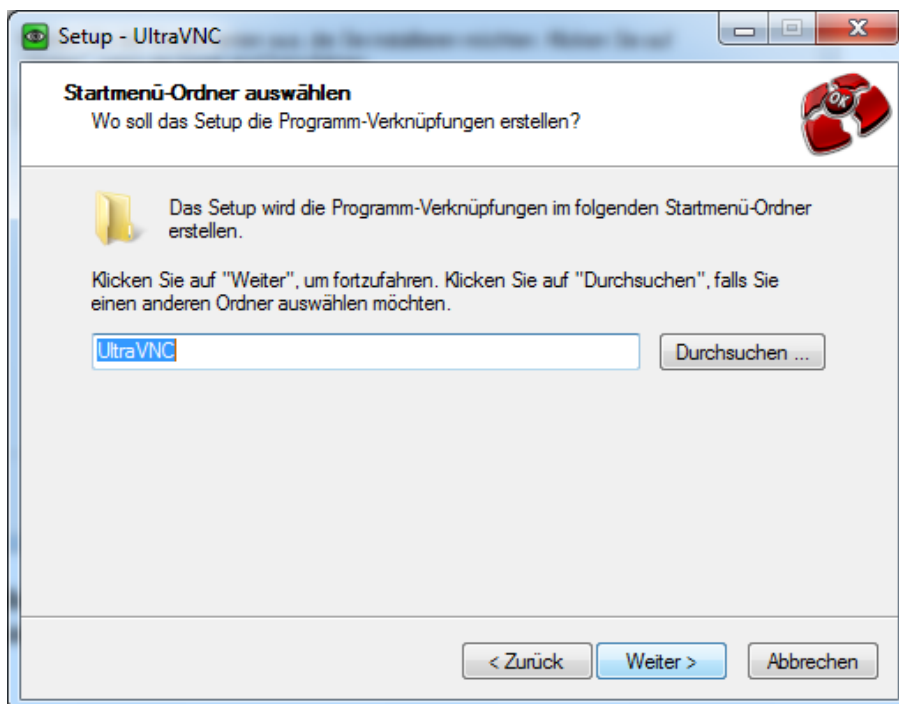 Setup - UltraVNC
Startmenü-Ordner auswählen
Wo soll das Setup die Programm-Verknüpfungen erstellen?
OK
Das Setup wird die Programm-Verknüpfungen im folgenden Startmenü-Ordner
erstellen.
Klicken Sie auf "Weiter", um fortzufahren. Klicken Sie auf "Durchsuchen", falls Sie
einen anderen Ordner auswählen möchten.
UltraVNC
Durchsuchen ...
< Zurück
Weiter >
Abbrechen